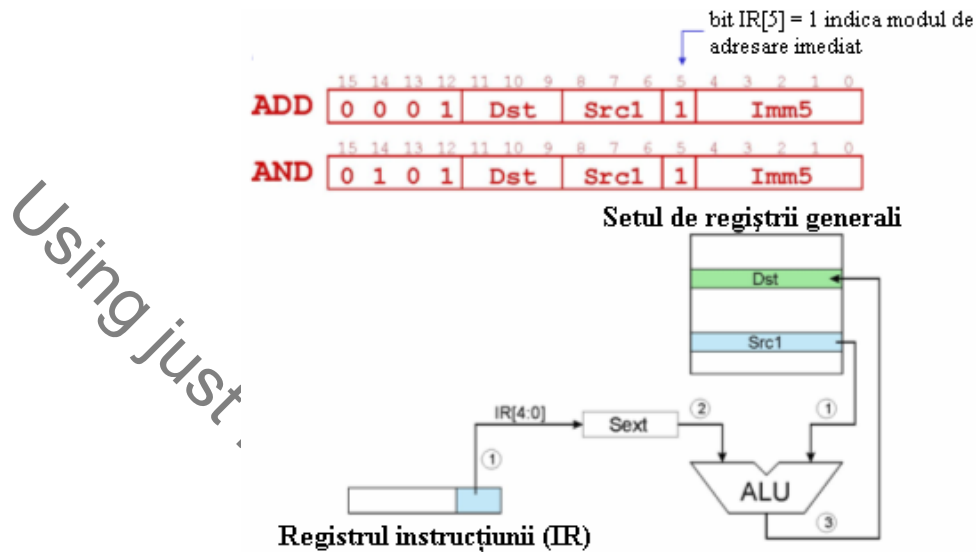 bit IR[5] = 1 indica modul de
adresare imediat
15 14 13 12 11 10 9 8 7 6 5 4 3 2 1 0
ADD 0 0 0 1 Dst Src1 1 Imm5
15 14 13 12 11 10 9 8 7 6 5 4 3 2 1 0
AND 0 1 0 1 Dst Src1 1 Imm5
Using just
Setul de regiştrii generali
Dst
Src1
IR[4:0]
Sext
2
1
1
ALU
3
Registrul instrucţiunii (IR)